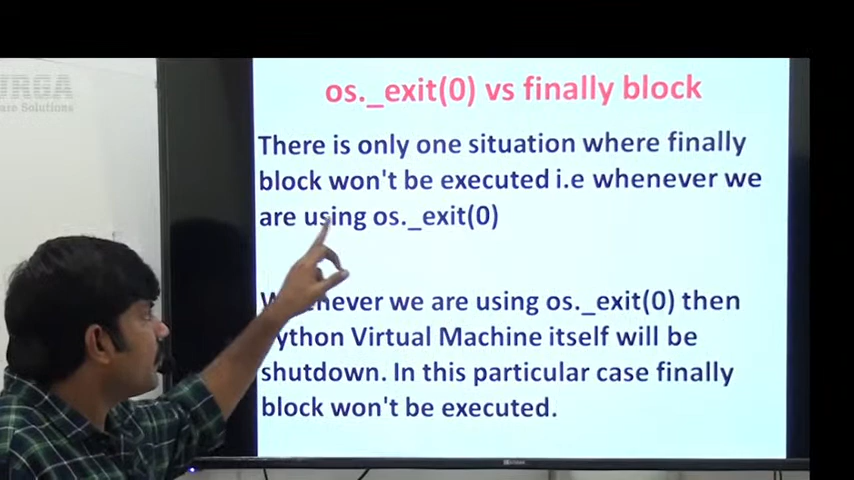 os._exit(0) vs finally block
There is only one situation where finally
block won't be executed i.e whenever we
are using os._exit(0)
we are using os._exit(0) then
Virtual Machine itself will be
shutdown. In this particular case finally
block won't be executed.